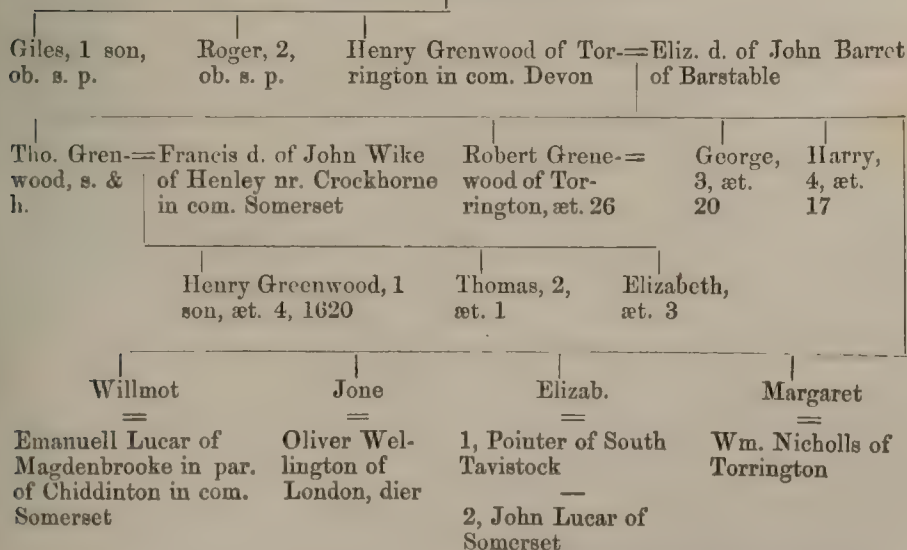 Giles, 1 son,
ob. s. p.
Roger, 2,
ob. s. p.
Henry Grenwood of Tor-
rington in com. Devon
=Eliz. d. of John Barret
of Barstable
Tho. Gren-
wood, s. &
h.
=Francis d. of John Wike
of Henley nr. Crockhorne
in com. Somerset
Robert Grene-=
wood of Tor-
rington, æt. 26
George,
3, æt.
20
Harry,
4, æt.
17
Henry Greenwood, 1
son, æt. 4, 1620
Thomas, 2,
æt. 1
Elizabeth,
æt. 3
Willmot
=
Emanuell Lucar of
Magdenbrooke in par.
of Chiddinton in com.
Somerset
Jone
=
Oliver Wel-
lington of
London, dier
Elizab.
=
1, Pointer of South
Tavistock
—
2, John Lucar of
Somerset
Margaret
=
Wm. Nicholls of
Torrington